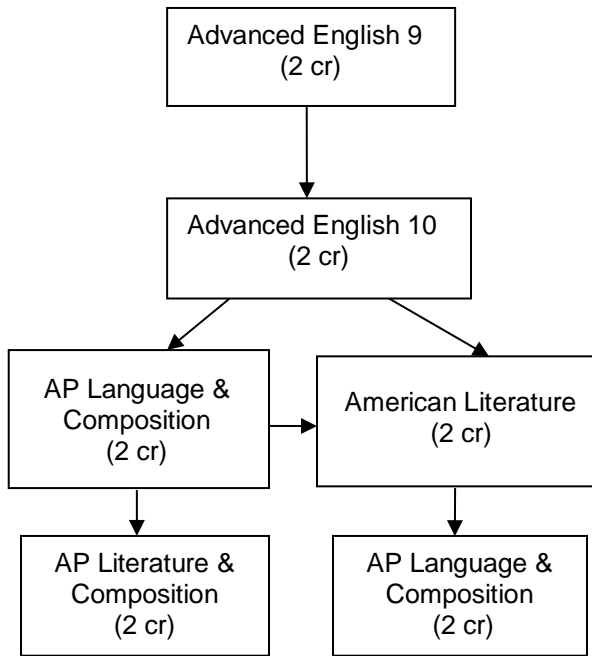 Advanced English 9
(2 cr)
Advanced English 10
(2 cr)
AP Language &
Composition
(2 cr)
American Literature
(2 cr)
AP Literature &
Composition
(2 cr)
AP Language &
Composition
(2 cr)